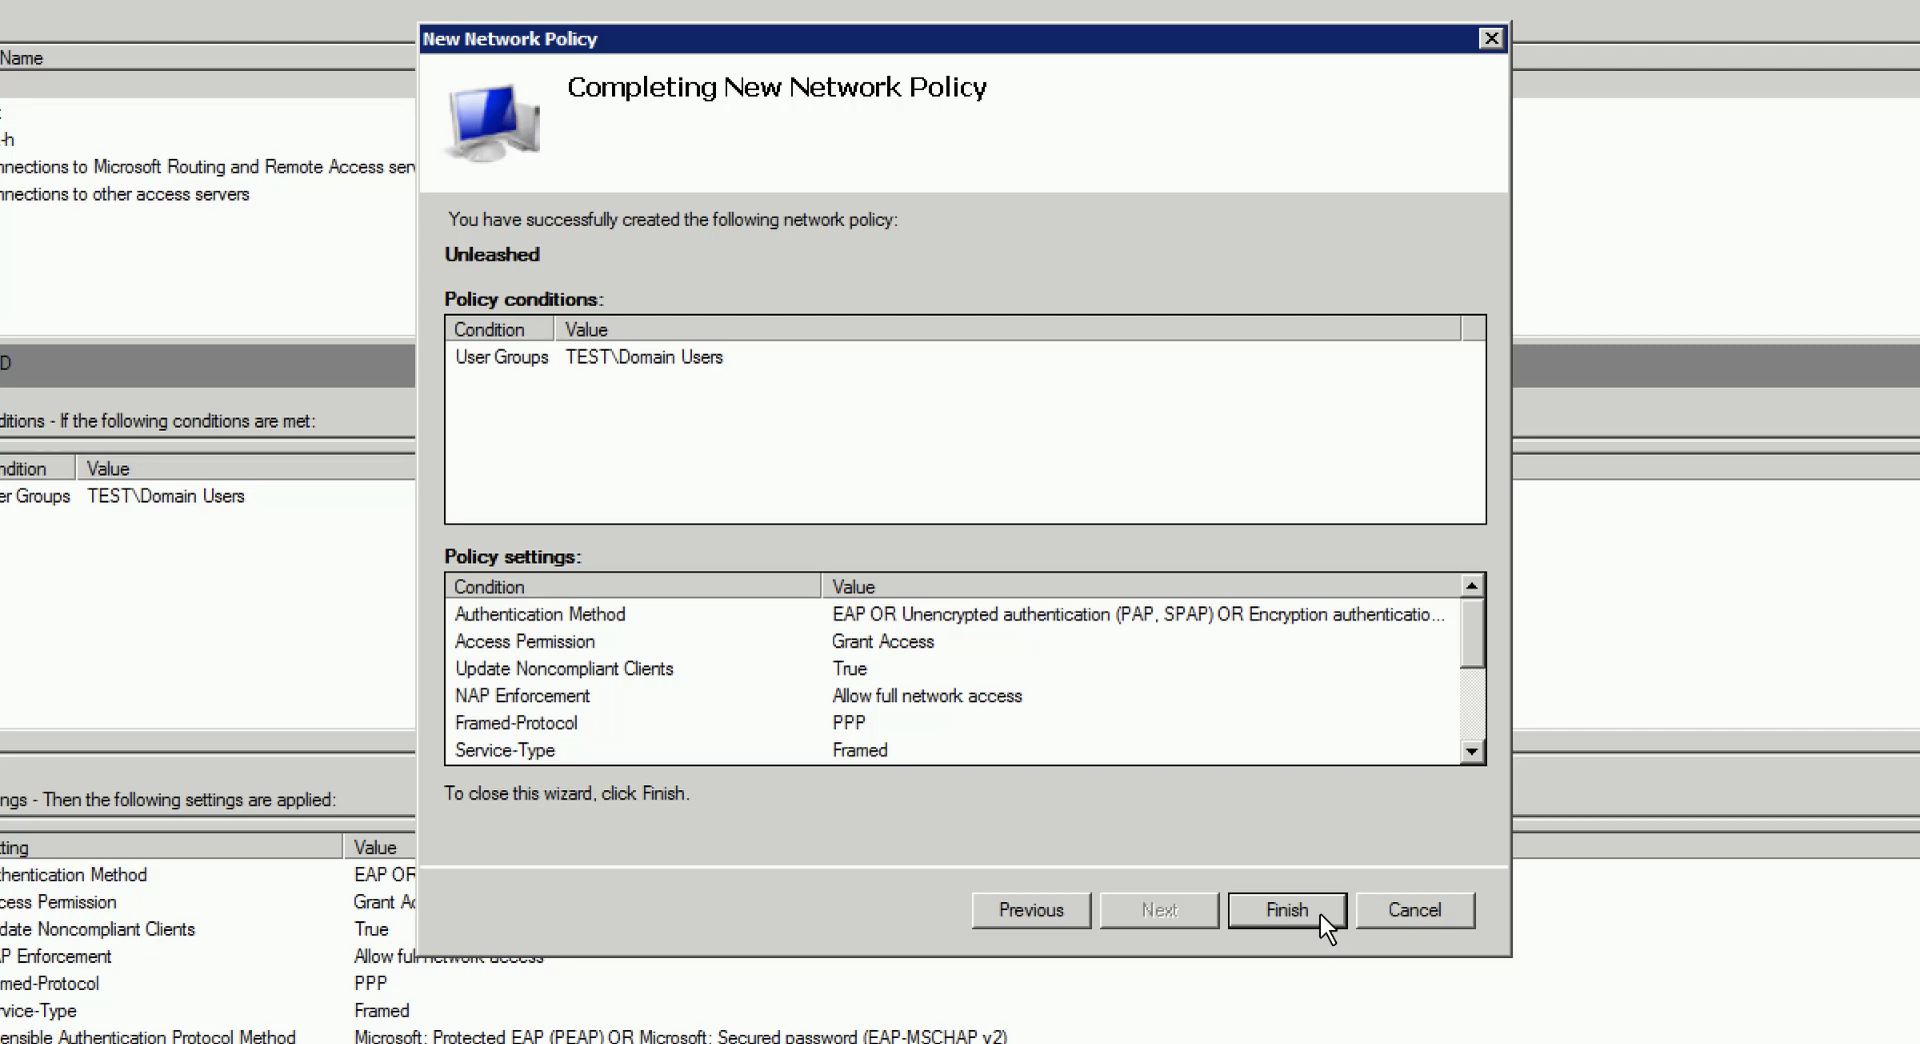 New Network Policy
Completing New Network Policy
Name
:
-h
nnections to Microsoft Routing and Remote Access serv
nnections to other access servers
You have successfully created the following network policy:
Unleashed
Policy conditions:
Condition Value
User Groups TEST\Domain Users
D
ditions - If the following conditions are met:
ndition Value
er Groups TEST\Domain Users
Policy settings:
Condition Value
Authentication Method EAP OR Unencrypted authentication (PAP, SPAP) OR Encryption authenticatio...
Access Permission Grant Access
Update Noncompliant Clients True
NAP Enforcement Allow full network access
Framed-Protocol PPP
Service-Type Framed
To close this wizard, click Finish.
Previous Next Finish Cancel
ngs - Then the following settings are applied:
ting Value
thentication Method EAP OR
cess Permission Grant Ac
date Noncompliant Clients True
P Enforcement Allow full network access
med-Protocol PPP
rvice-Type Framed
ensible Authentication Protocol Method Microsoft: Protected EAP (PEAP) OR Microsoft: Secured password (EAP-MSCHAP v2)